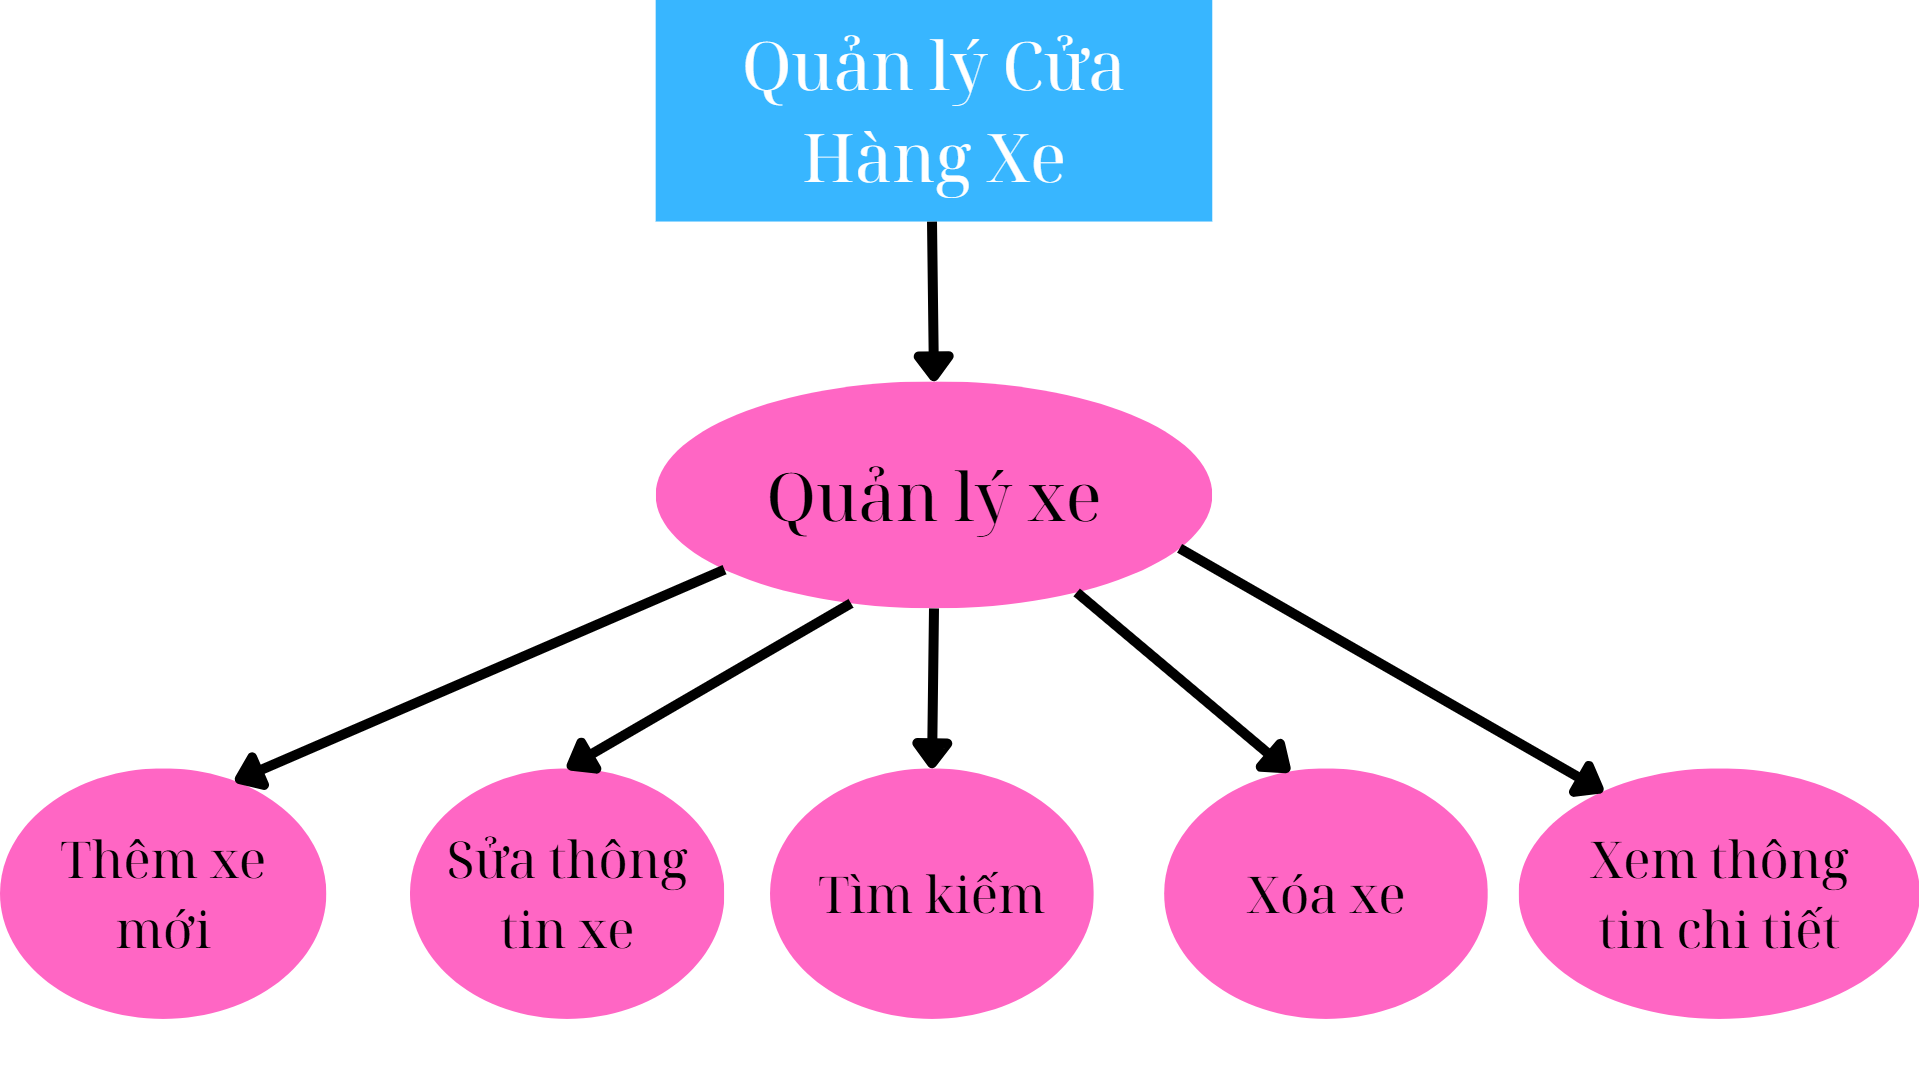 Quản lý Cửa
Hàng Xe
Quản lý xe
Thêm xe
mới
Sửa thông
tin xe
Tìm kiếm
Xóa xe
Xem thông
tin chi tiết